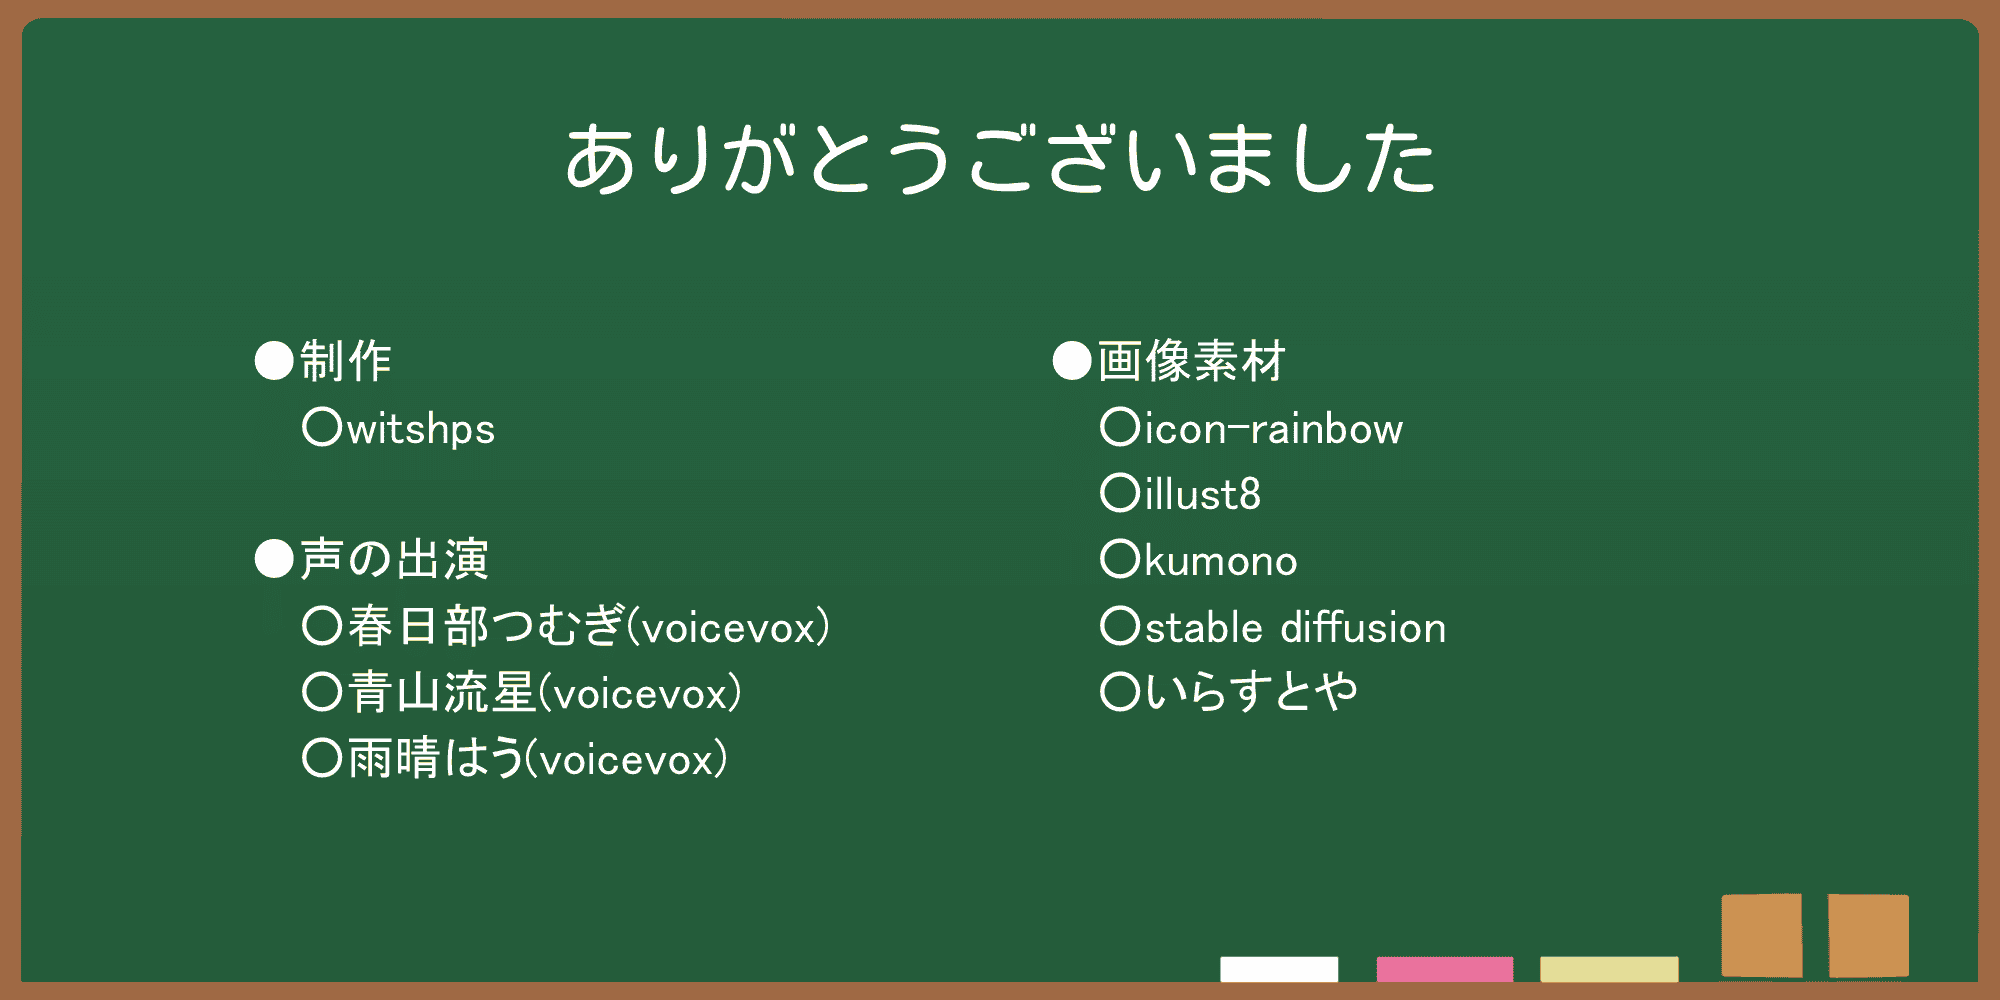 ありがとうございました
●制作
○witshps
●声の出演
○春日部つむぎ(voicevox)
○青山流星(voicevox)
○雨晴はう(voicevox)
●画像素材
○icon-rainbow
○illust8
○kumono
○stable diffusion
○いらすとや